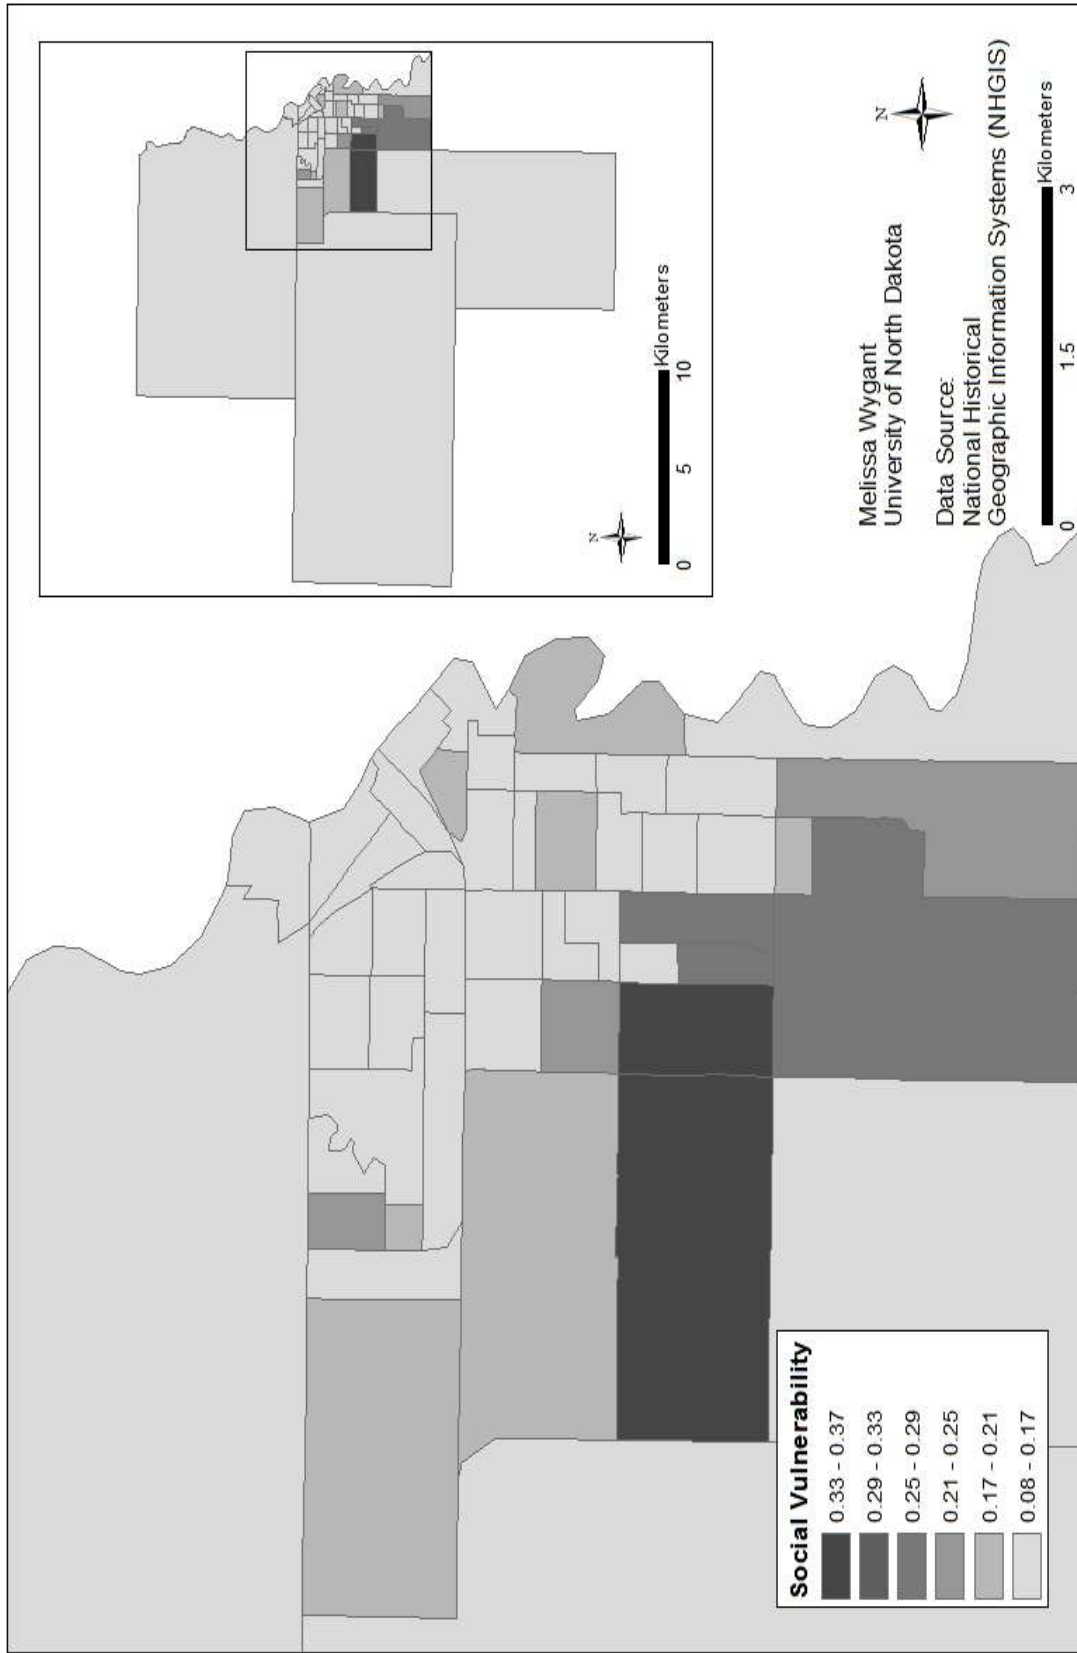 N
0
5
10
Kilometers
Melissa Wygant
University of North Dakota
Data Source:
National Historical
Geographic Information Systems (NHGIS)
N
0
1.5
3
Kilometers
Social Vulnerability
0.33 - 0.37
0.29 - 0.33
0.25 - 0.29
0.21 - 0.25
0.17 - 0.21
0.08 - 0.17